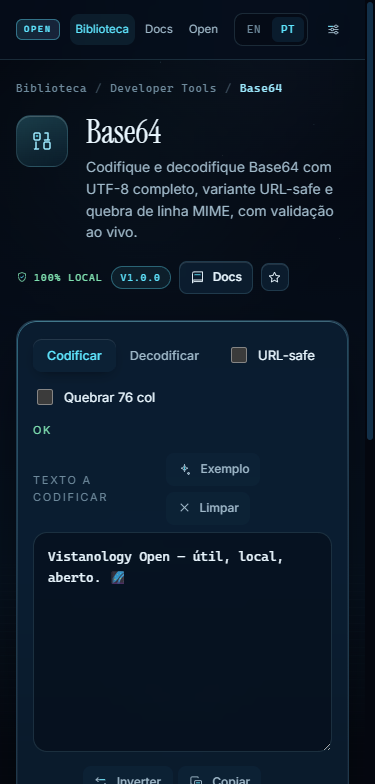 OPEN Biblioteca Docs Open EN PT
Biblioteca / Developer Tools / Base64
Base64
Codifique e decodifique Base64 com
UTF-8 completo, variante URL-safe e
quebra de linha MIME, com validação
ao vivo.
100% LOCAL V1.0.0 Docs
Codificar Decodificar URL-safe
Quebrar 76 col
OK
TEXTO A
CODIFICAR
Exemplo
Limpar
Vistanology Open — útil, local,
aberto.
Inverter Copiar